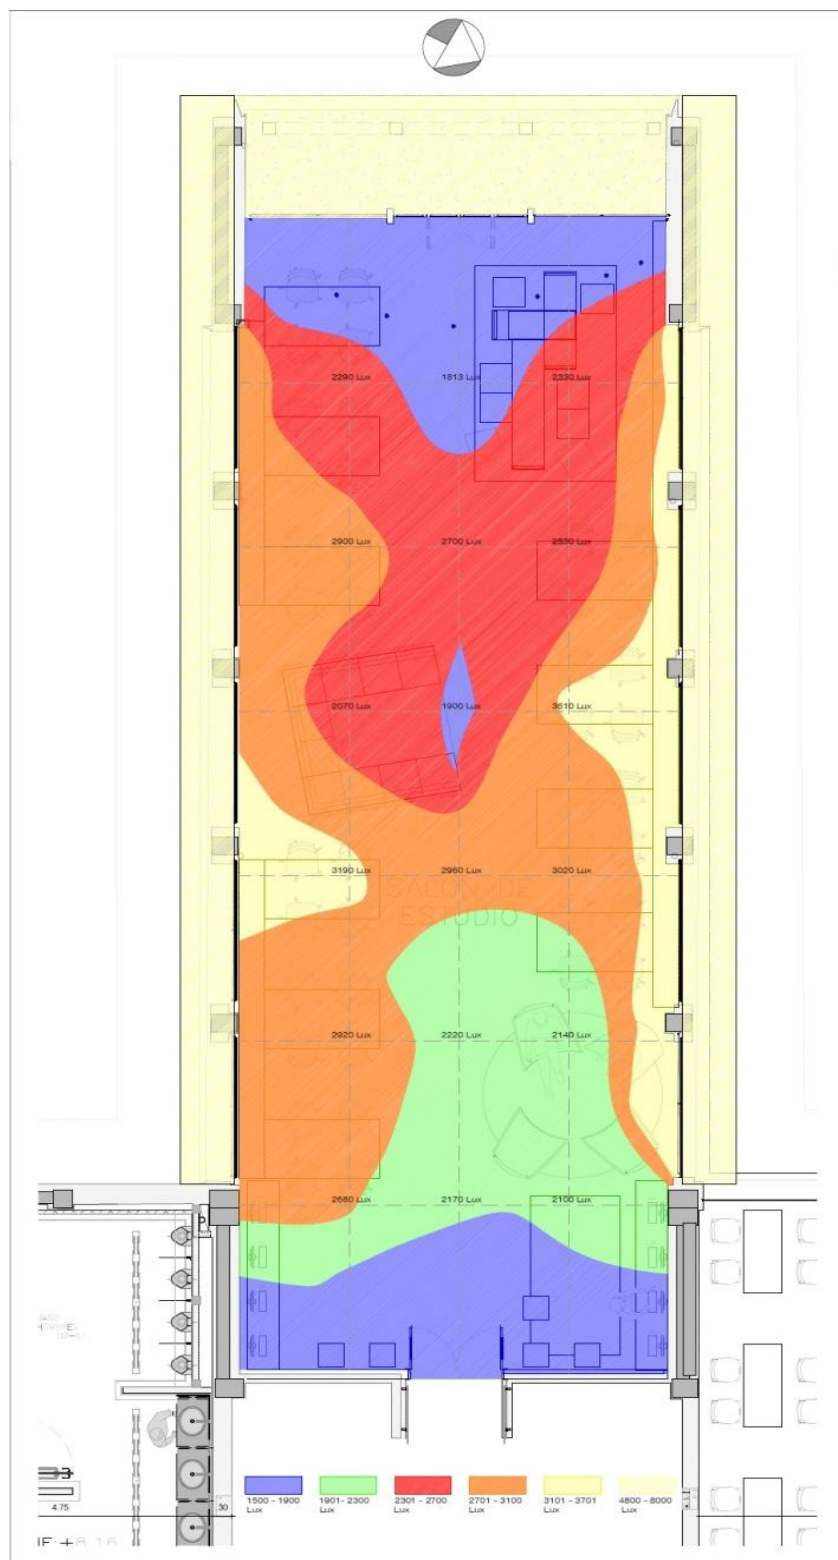 2290 Lux 1813 Lux 2330 Lux
2900 Lux 2700 Lux 2530 Lux
2070 Lux 1900 Lux 3610 Lux
3190 Lux 2960 Lux 3020 Lux
SALON DE
ESTUDIO
2920 Lux 2220 Lux 2140 Lux
2680 Lux 2170 Lux 2100 Lux
1500 - 1900 1901 - 2300 2301 - 2700 2701 - 3100 3101 - 3701 4800 - 8000
Lux Lux Lux Lux Lux Lux
4.75 .30
+8.16